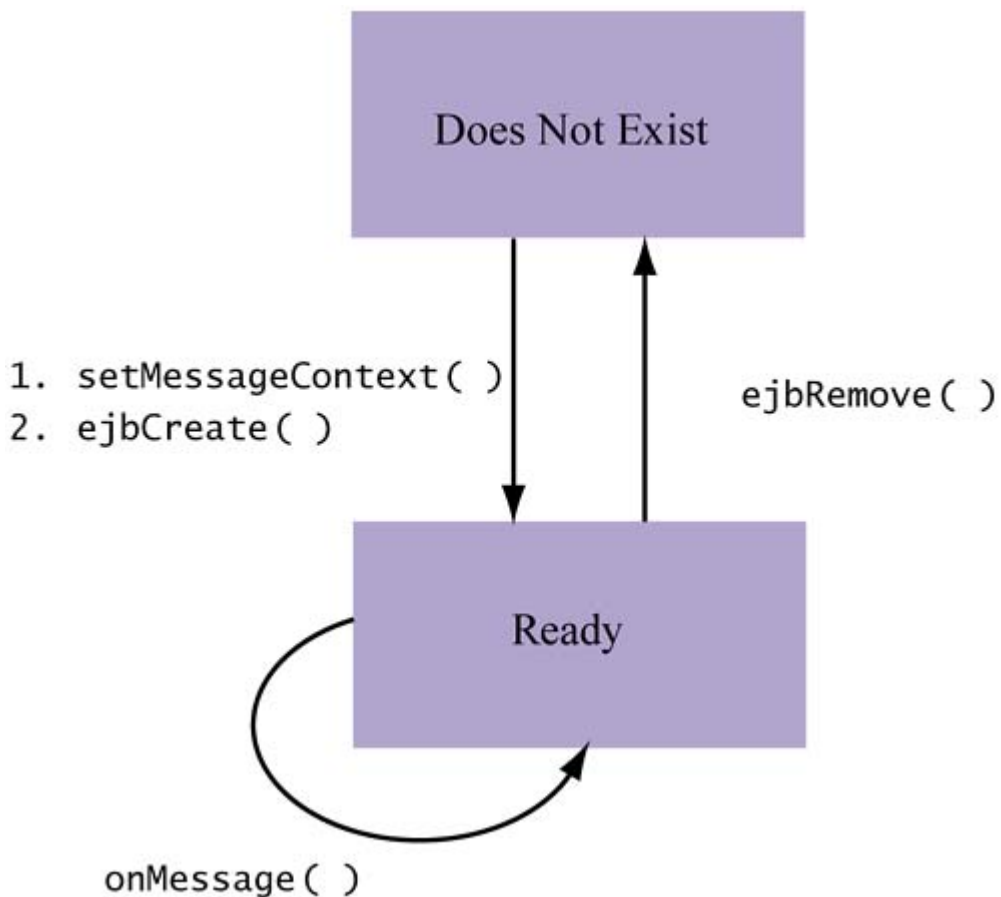 Does Not Exist
1. setMessageContext( )
2. ejbCreate( )
ejbRemove( )
Ready
onMessage( )